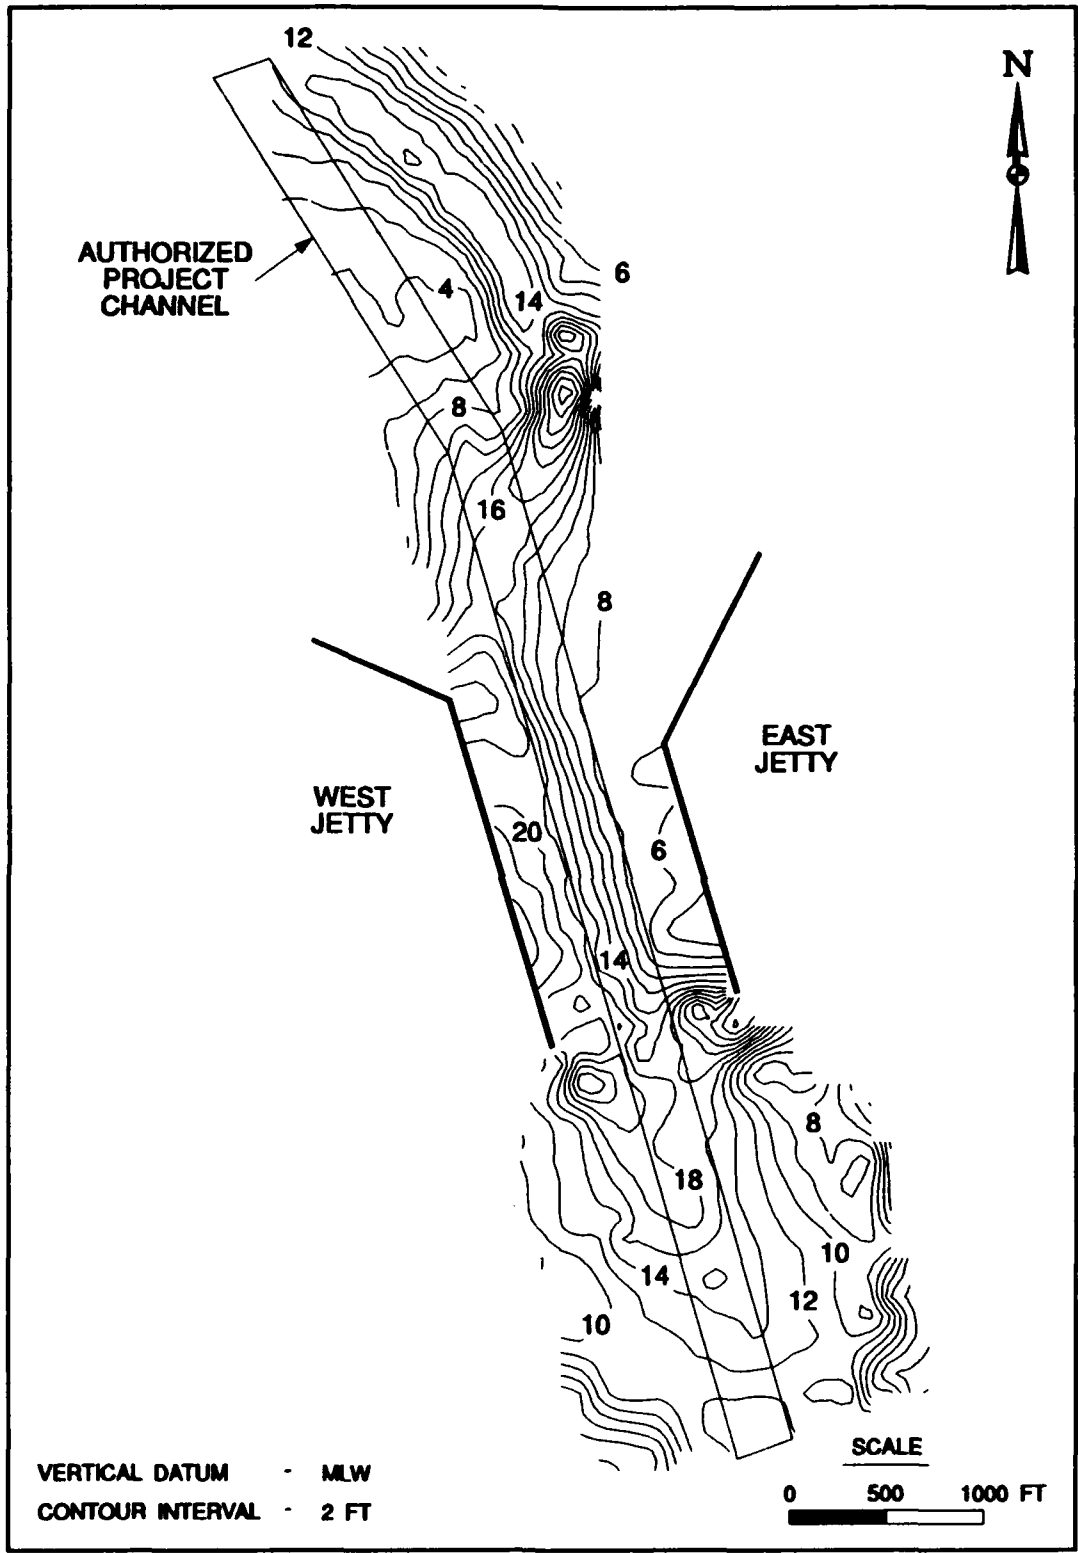 12
N
AUTHORIZED
PROJECT
CHANNEL
6
4
14
8
16
8
EAST
JETTY
WEST
JETTY
20
6
14
8
18
10
14
12
10
SCALE
VERTICAL DATUM - MLW
0 500 1000 FT
CONTOUR INTERVAL - 2 FT